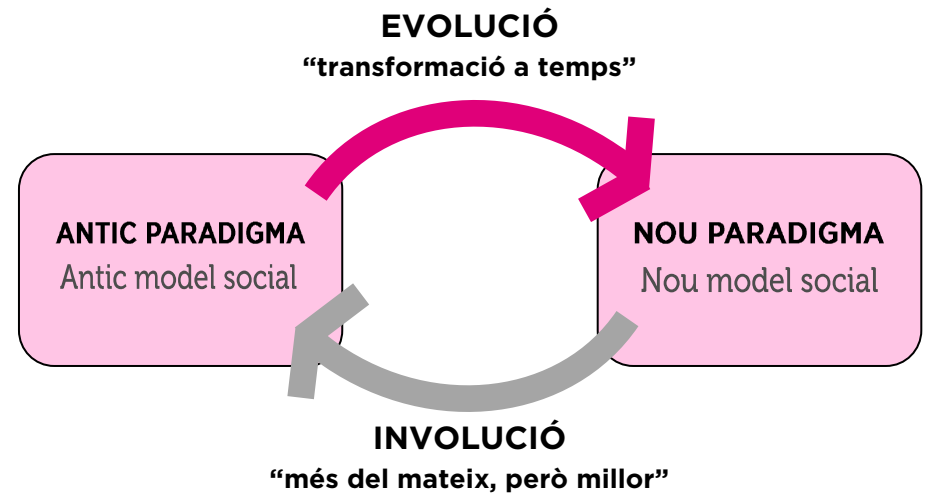 EVOLUCIÓ
“transformació a temps”
ANTIC PARADIGMA
Antic model social
NOU PARADIGMA
Nou model social
INVOLUCIÓ
“més del mateix, però millor”